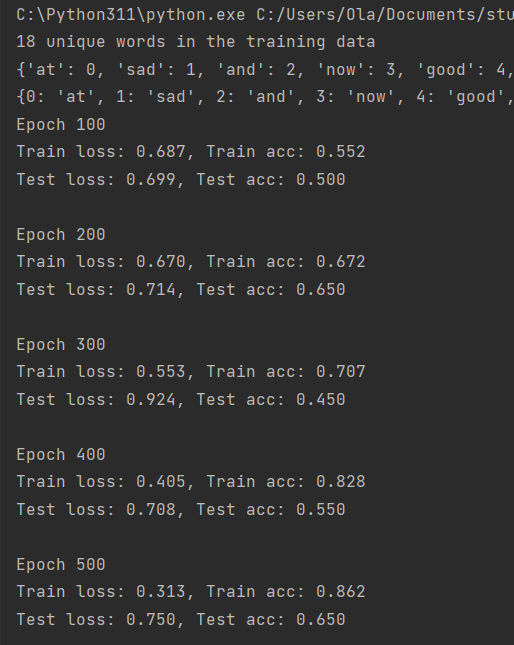 C:\Python311\python.exe C:/Users/Ola/Documents/stu
18 unique words in the training data
{'at': 0, 'sad': 1, 'and': 2, 'now': 3, 'good': 4,
{0: 'at', 1: 'sad', 2: 'and', 3: 'now', 4: 'good',
Epoch 100
Train loss: 0.687, Train acc: 0.552
Test loss: 0.699, Test acc: 0.500
Epoch 200
Train loss: 0.670, Train acc: 0.672
Test loss: 0.714, Test acc: 0.650
Epoch 300
Train loss: 0.553, Train acc: 0.707
Test loss: 0.924, Test acc: 0.450
Epoch 400
Train loss: 0.405, Train acc: 0.828
Test loss: 0.708, Test acc: 0.550
Epoch 500
Train loss: 0.313, Train acc: 0.862
Test loss: 0.750, Test acc: 0.650